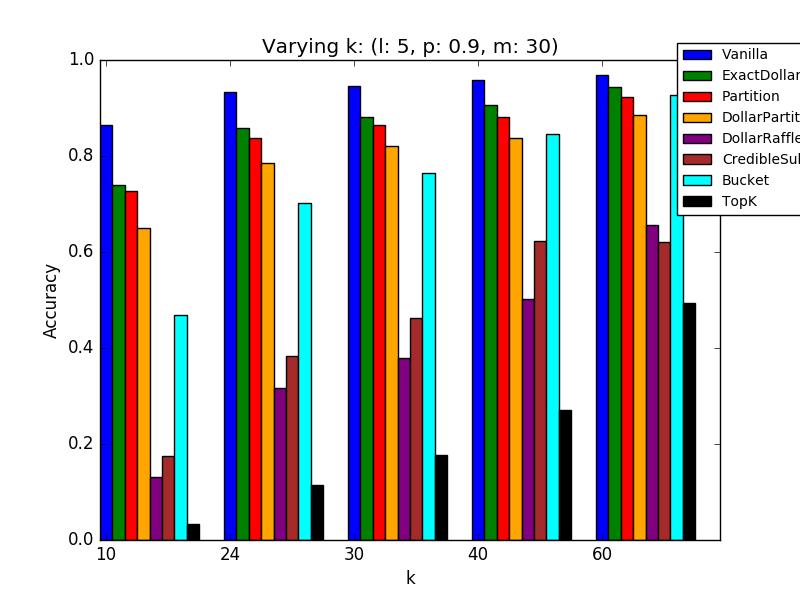 Varying k: (l: 5, p: 0.9, m: 30)
1.0
0.8
0.6
0.4
0.2
0.0
Accuracy
10 24 30 40 60
k
Vanilla
ExactDollar
Partition
DollarPartit
DollarRaffle
CredibleSu
Bucket
TopK